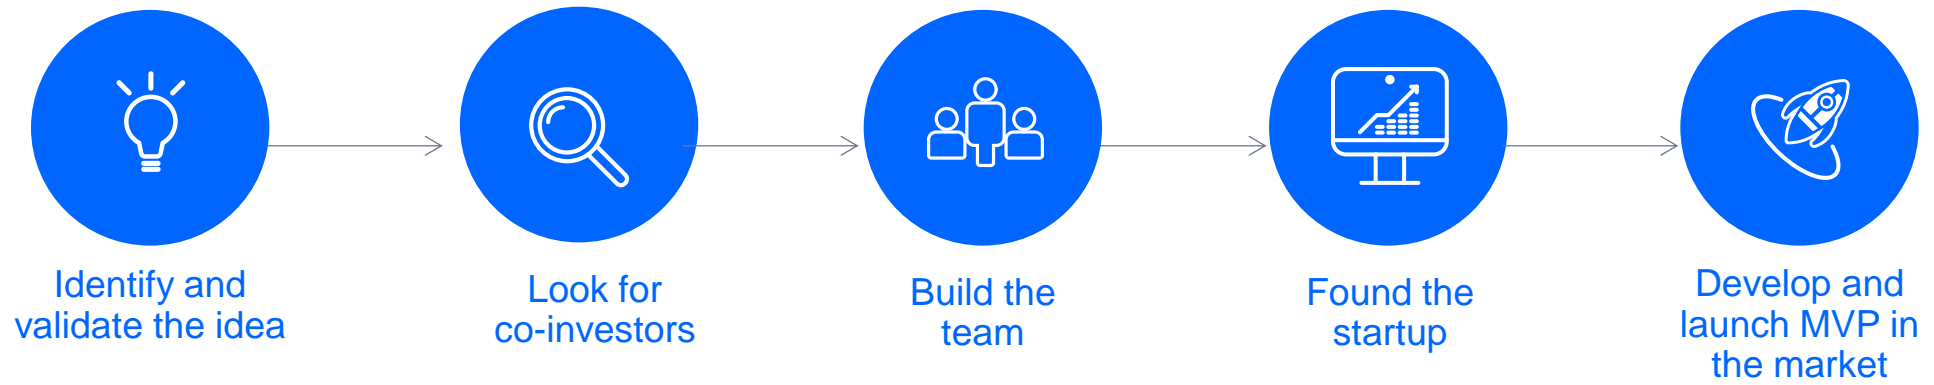 Identify and
validate the idea
Look for
co-investors
Build the
team
Found the
startup
Develop and
launch MVP in
the market